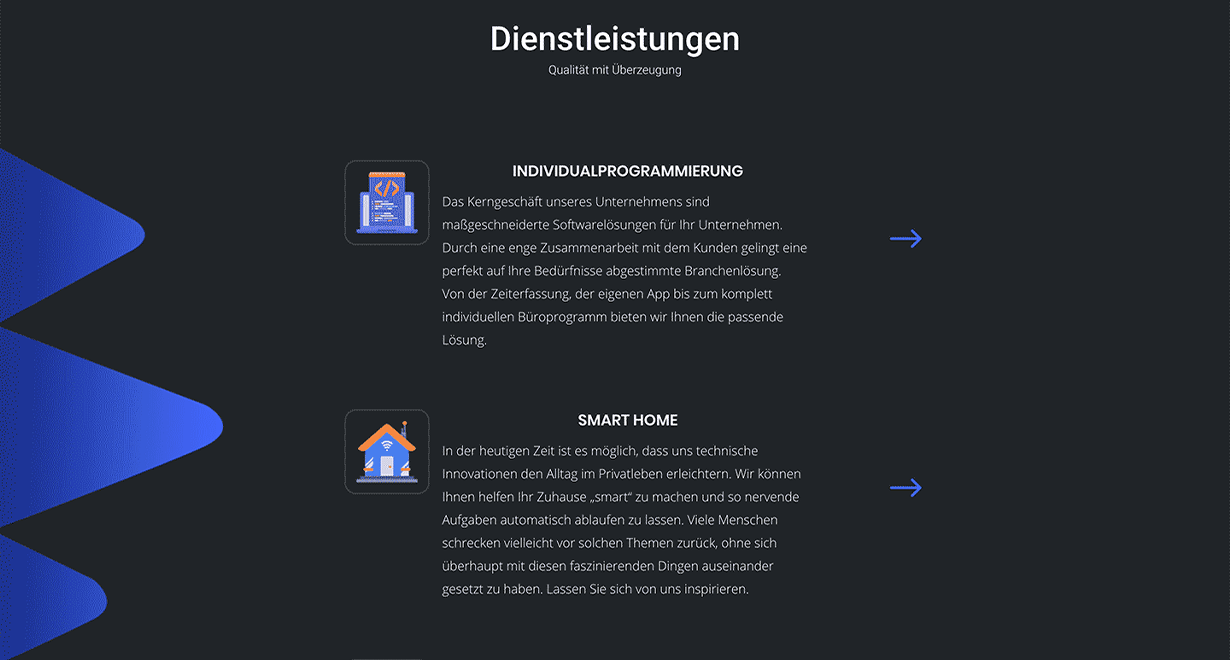 Dienstleistungen
Qualität mit Überzeugung
INDIVIDUALPROGRAMMIERUNG
Das Kerngeschäft unseres Unternehmens sind
maßgeschneiderte Softwarelösungen für Ihr Unternehmen.
Durch eine enge Zusammenarbeit mit dem Kunden gelingt eine
perfekt auf Ihre Bedürfnisse abgestimmte Branchenlösung.
Von der Zeiterfassung, der eigenen App bis zum komplett
individuellen Büroprogramm bieten wir Ihnen die passende
Lösung.
SMART HOME
In der heutigen Zeit ist es möglich, dass uns technische
Innovationen den Alltag im Privatleben erleichtern. Wir können
Ihnen helfen Ihr Zuhause „smart“ zu machen und so nervende
Aufgaben automatisch ablaufen zu lassen. Viele Menschen
schrecken vielleicht vor solchen Themen zurück, ohne sich
überhaupt mit diesen faszinierenden Dingen auseinander
gesetzt zu haben. Lassen Sie sich von uns inspirieren.